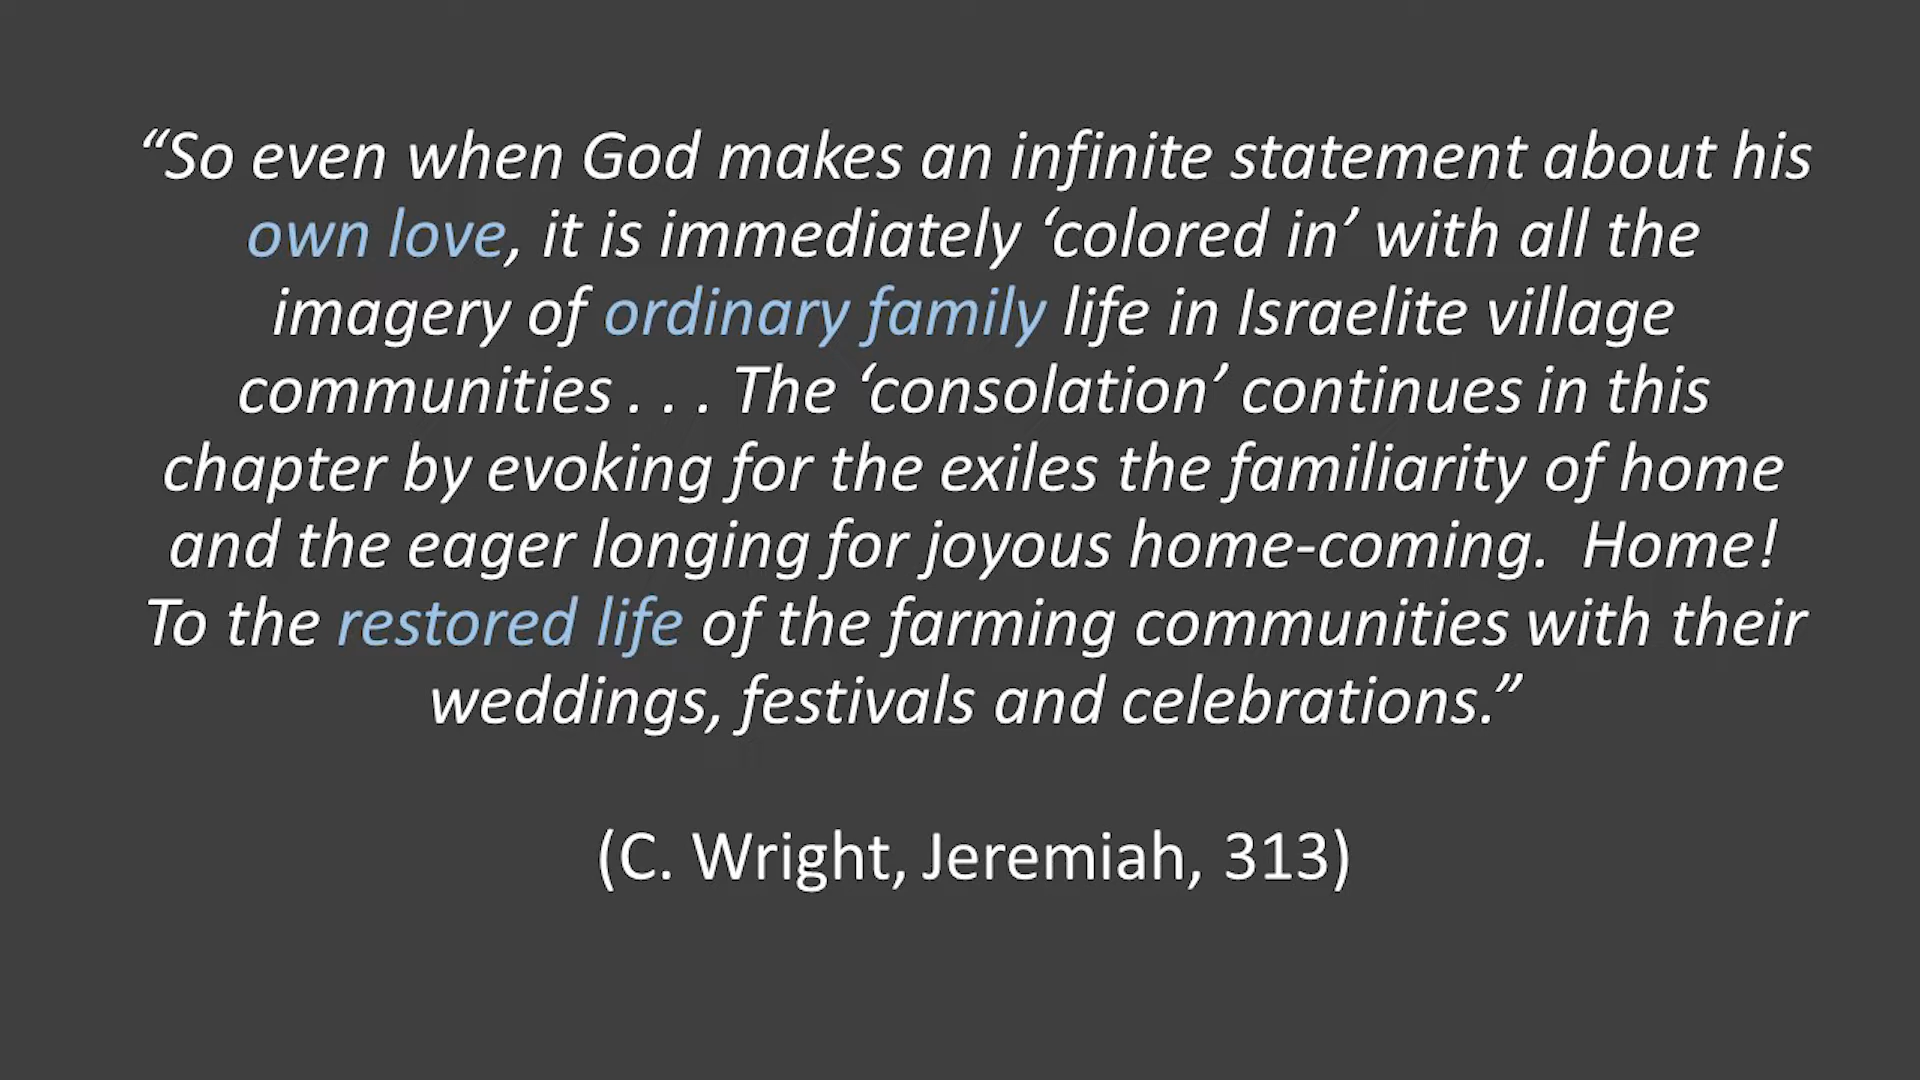 “So even when God makes an infinite statement about his
own love, it is immediately ‘colored in’ with all the
imagery of ordinary family life in Israelite village
communities . . . The ‘consolation’ continues in this
chapter by evoking for the exiles the familiarity of home
and the eager longing for joyous home-coming.  Home!
To the restored life of the farming communities with their
weddings, festivals and celebrations.”
(C. Wright, Jeremiah, 313)